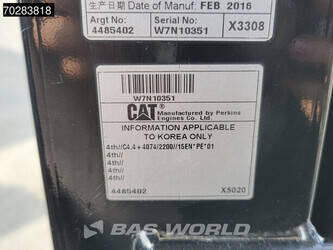 70283818
生产日期 Date of Manuf: FEB 2016
Argt No: Serial No: X3308
4485402 W7N10351
W7N10351
CAT Manufactured by Perkins
Engines Co. Ltd.
INFORMATION APPLICABLE
TO KOREA ONLY
4th//C4.4+ 4074/2200//15EN*PE*01
4th//
4th//
4th//
4485402 X5020
BAS WORLD